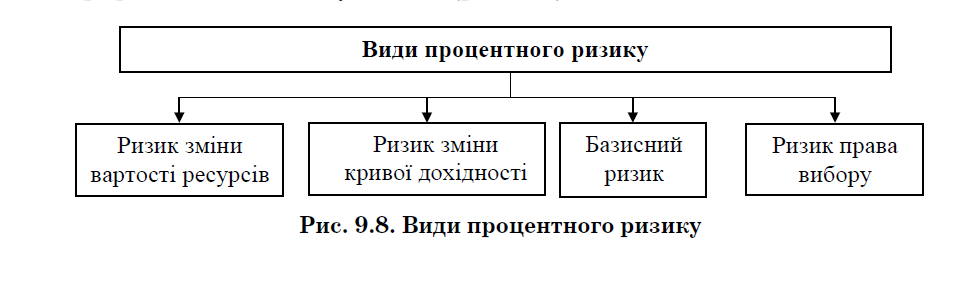 Види процентного ризику
Ризик зміни
вартості ресурсів
Ризик зміни
кривої дохідності
Базисний
ризик
Ризик права
вибору
Рис. 9.8. Види процентного ризику